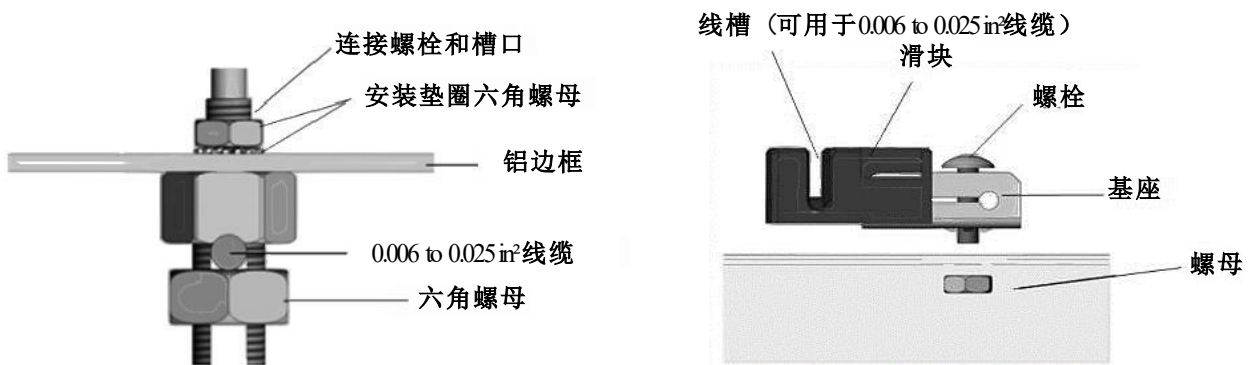 连接螺栓和槽口
安装垫圈六角螺母
铝边框
0.006 to 0.025 in²线缆
六角螺母
线槽（可用于0.006 to 0.025 in²线缆）
滑块
螺栓
基座
螺母